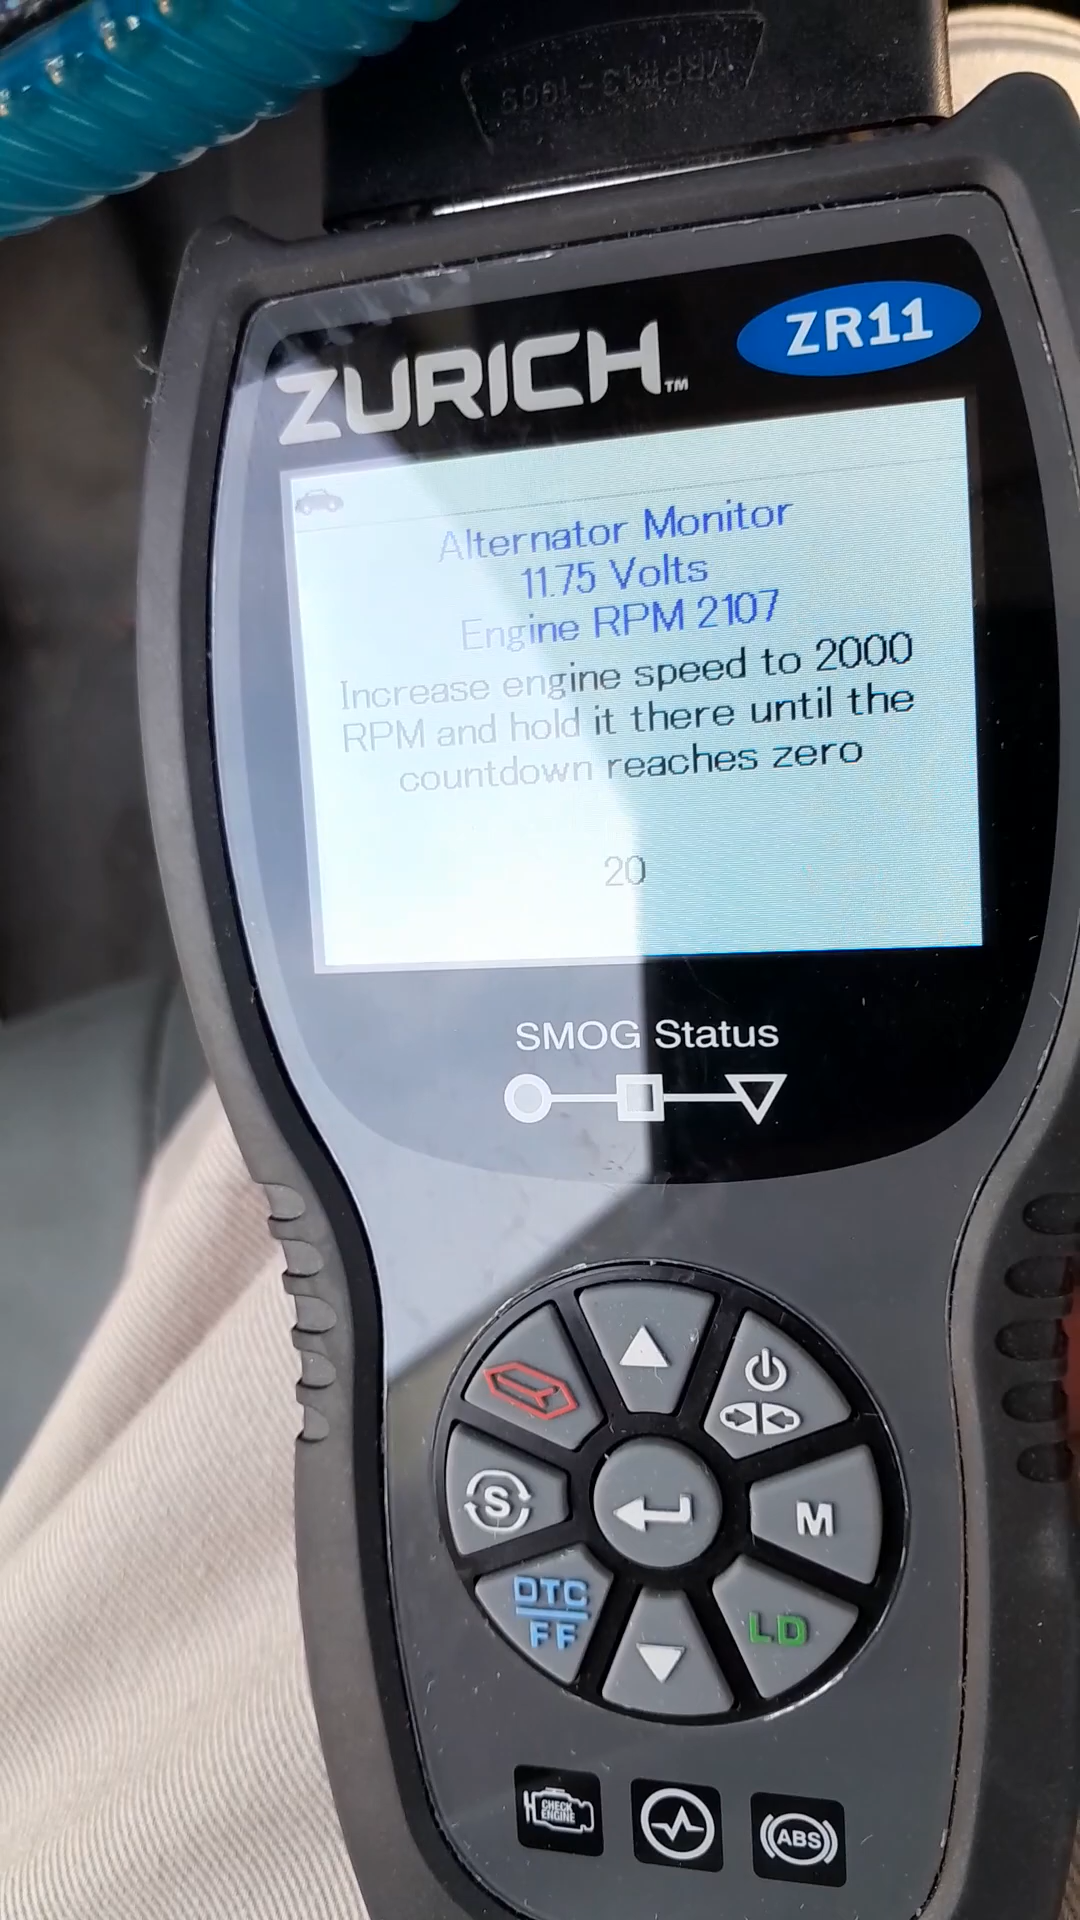 ZURICH™
ZR11
Alternator Monitor
11.75 Volts
Engine RPM 2107
Increase engine speed to 2000
RPM and hold it there until the
countdown reaches zero
20
SMOG Status
S
M
DTC
FF
LD
CHECK
ENGINE
ABS